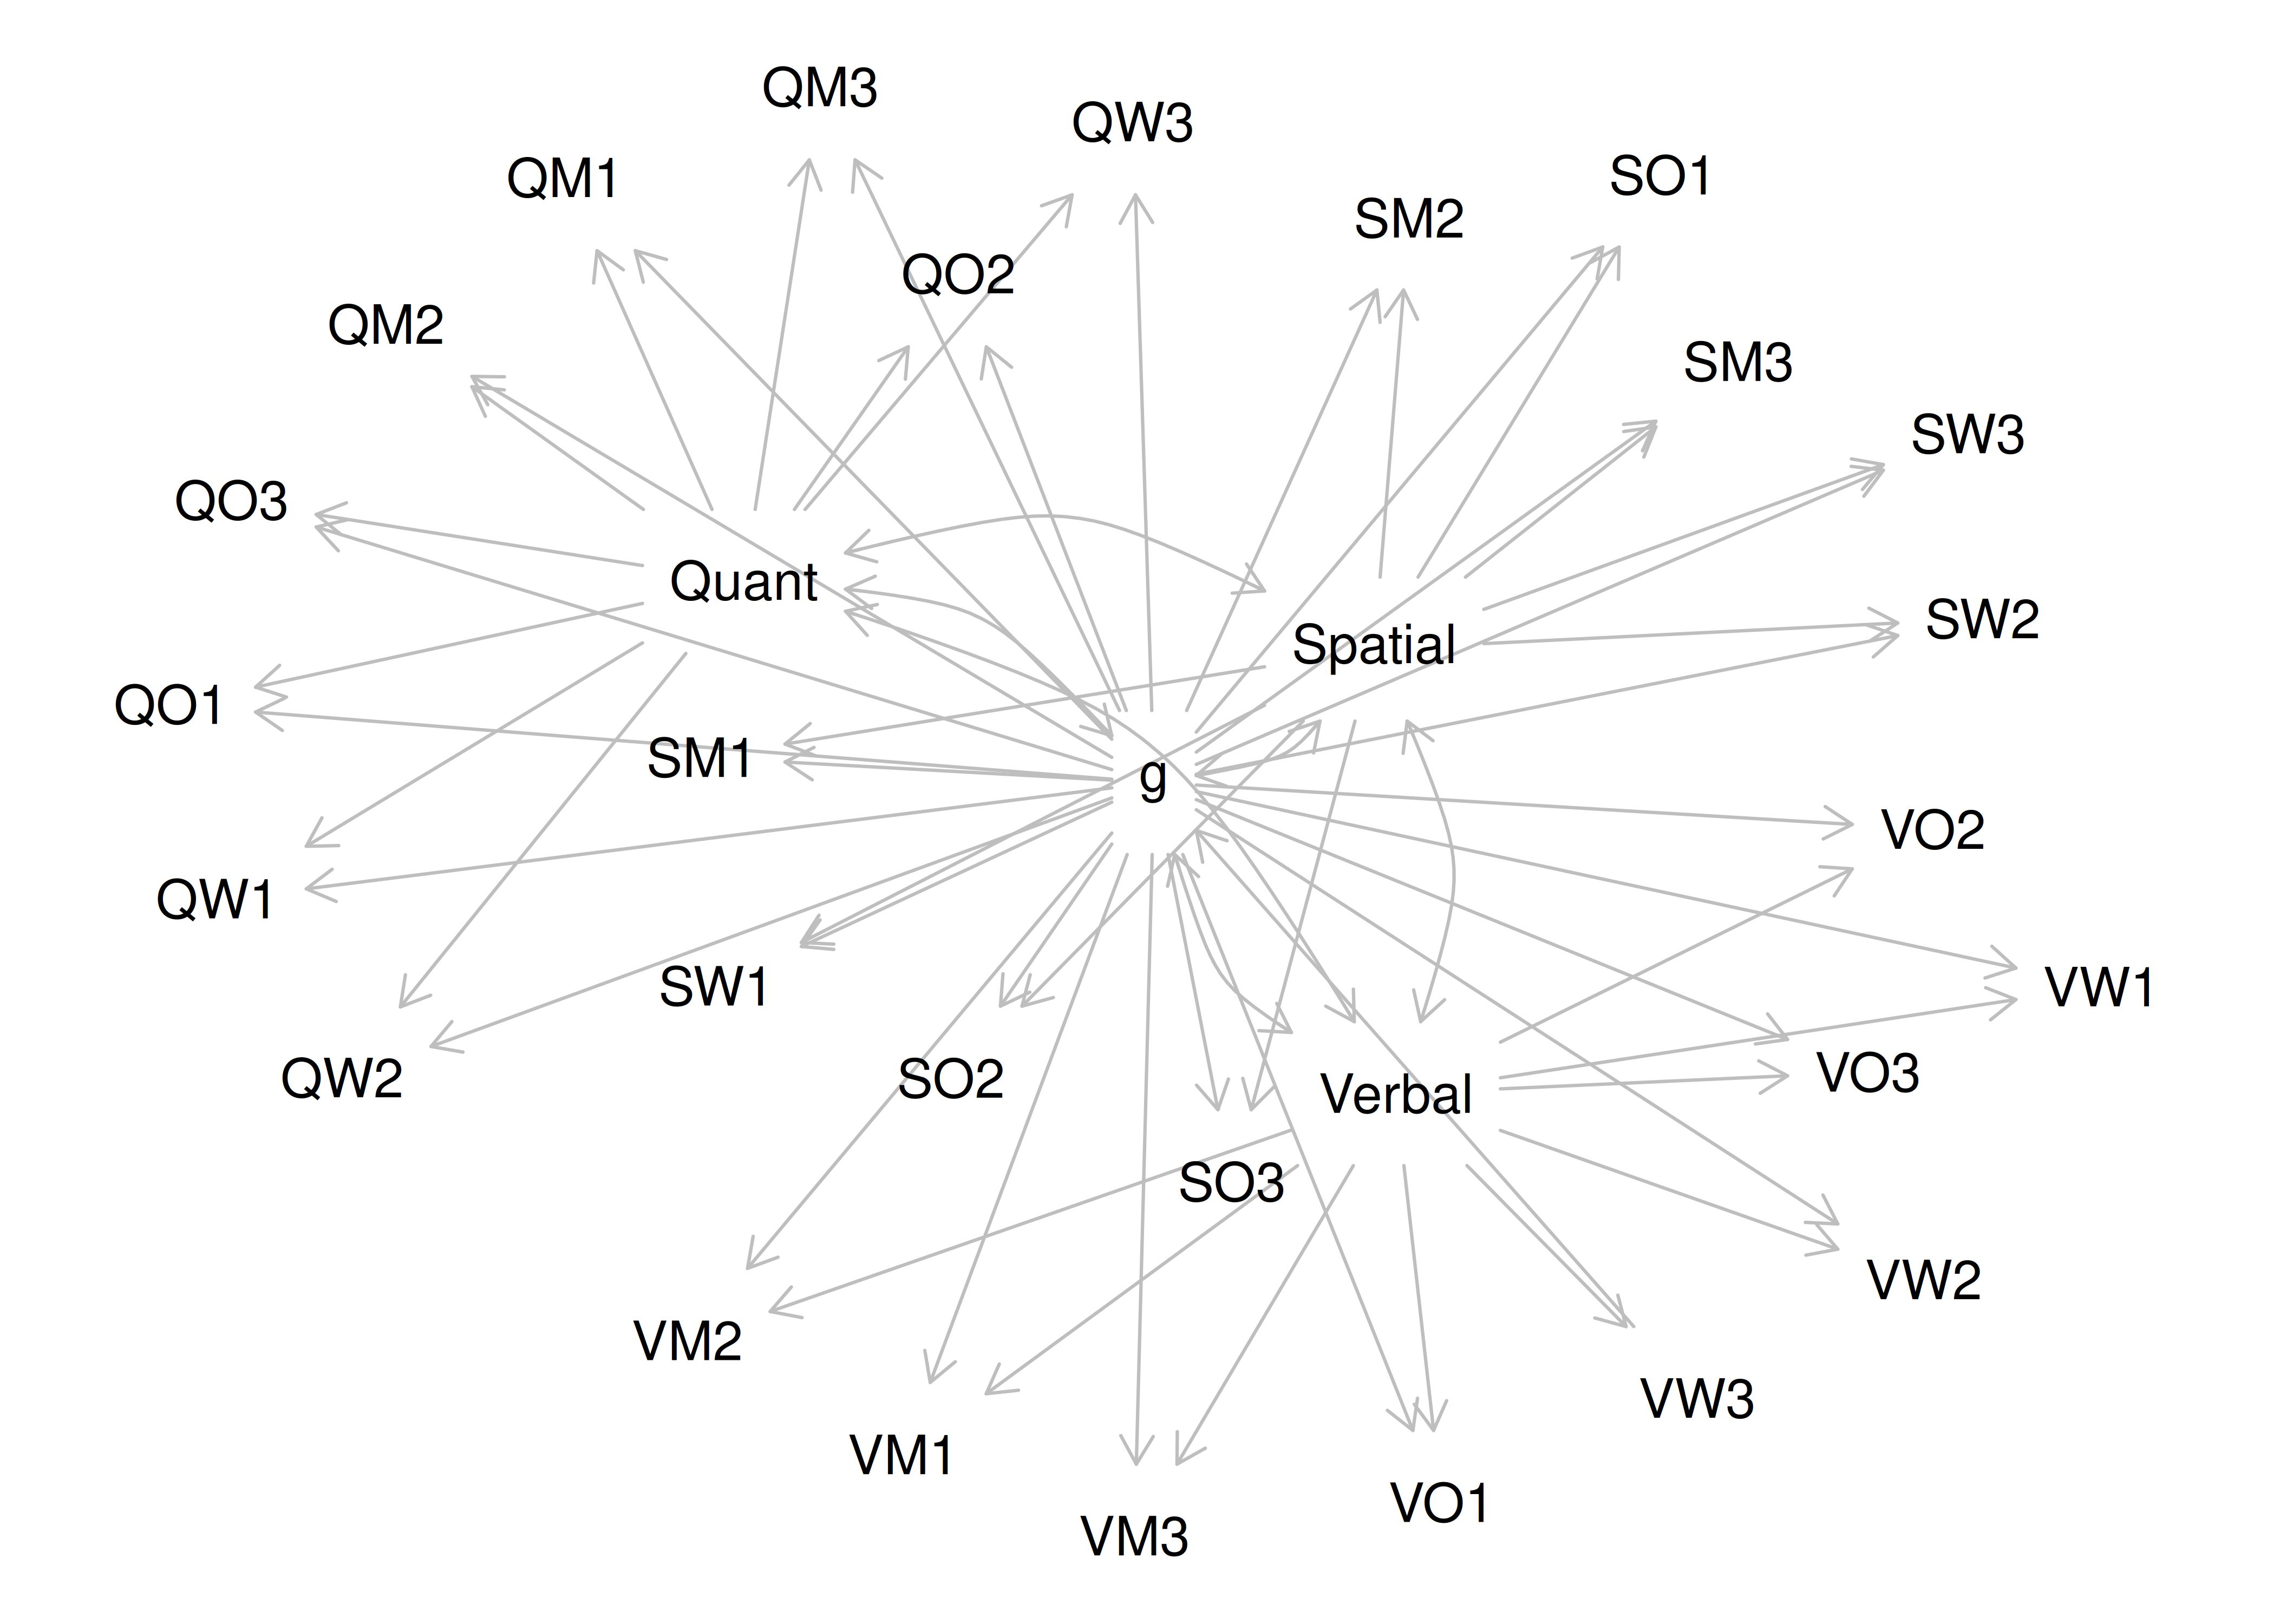 QM3
QW3
QM1
SO1
SM2
QO2
QM2
SM3
SW3
QO3
Quant
SW2
Spatial
QO1
SM1
g
VO2
QW1
SW1
VW1
VO3
QW2
SO2
Verbal
SO3
VW2
VM2
VW3
VM1
VO1
VM3